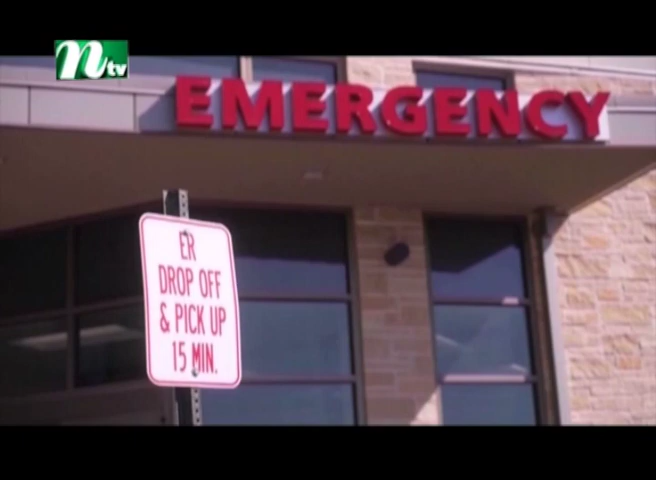 ntv
EMERGENCY
ER
DROP OFF
& PICK UP
15 MIN.